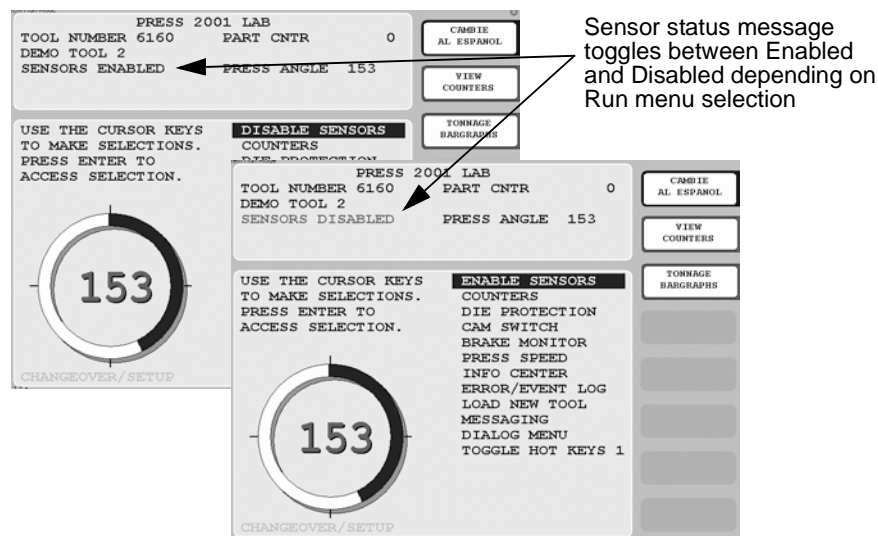 PRESS 2001 LAB
TOOL NUMBER 6160 PART CNTR 0
DEMO TOOL 2
SENSORS ENABLED PRESS ANGLE 153
CAMBIE
AL ESPANOL
VIEW
COUNTERS
TONNAGE
BARGRAPHS
Sensor status message
toggles between Enabled
and Disabled depending on
Run menu selection
USE THE CURSOR KEYS
TO MAKE SELECTIONS.
PRESS ENTER TO
ACCESS SELECTION.
DISABLE SENSORS
COUNTERS
DIE PROTECTION
153
CHANGEOVER/SETUP
PRESS 2001 LAB
TOOL NUMBER 6160 PART CNTR 0
DEMO TOOL 2
SENSORS DISABLED PRESS ANGLE 153
CAMBIE
AL ESPANOL
VIEW
COUNTERS
TONNAGE
BARGRAPHS
USE THE CURSOR KEYS
TO MAKE SELECTIONS.
PRESS ENTER TO
ACCESS SELECTION.
ENABLE SENSORS
COUNTERS
DIE PROTECTION
CAM SWITCH
BRAKE MONITOR
PRESS SPEED
INFO CENTER
ERROR/EVENT LOG
LOAD NEW TOOL
MESSAGING
DIALOG MENU
TOGGLE HOT KEYS 1
153
CHANGEOVER/SETUP